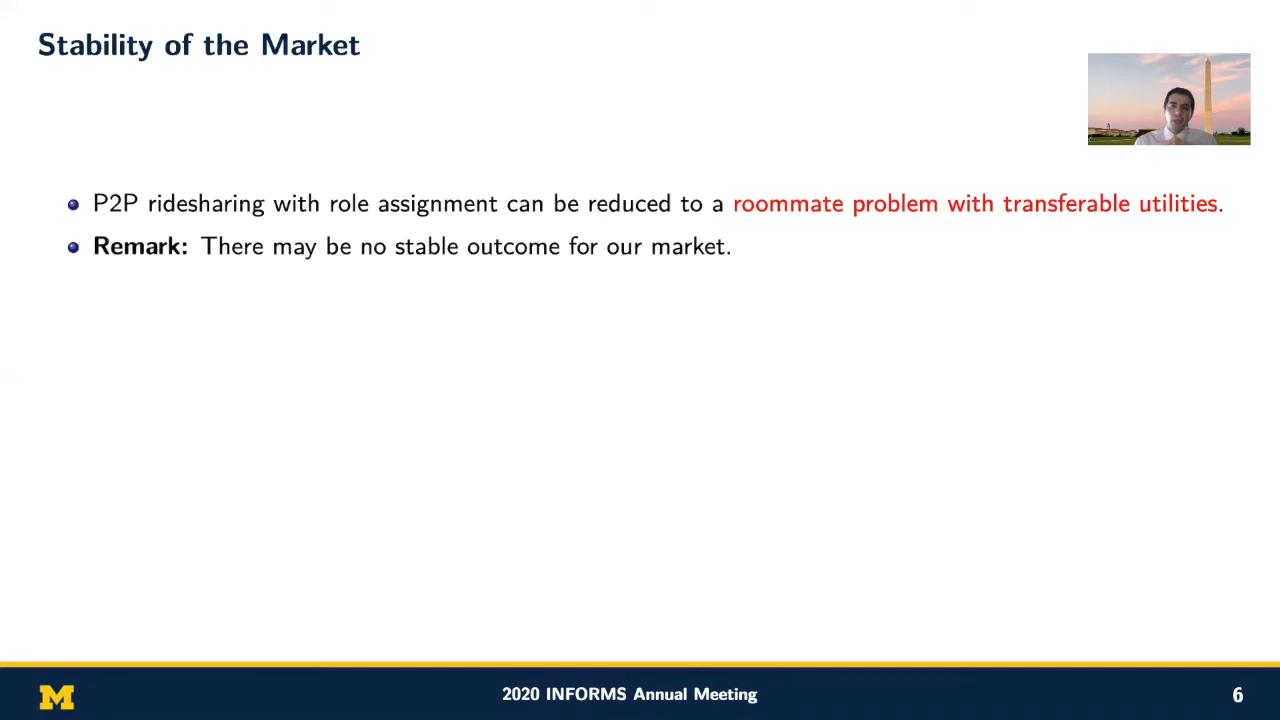 Stability of the Market
P2P ridesharing with role assignment can be reduced to a roommate problem with transferable utilities.
Remark: There may be no stable outcome for our market.
M
2020 INFORMS Annual Meeting
6